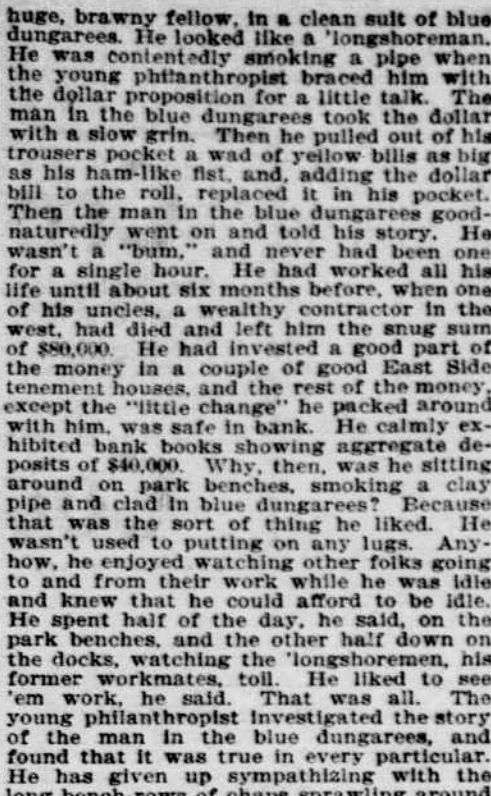 huge, brawny fellow, in a clean suit of blue
dungarees. He looked like a 'longshoreman.
He was contentedly smoking a pipe when
the young philanthropist braced him with
the dollar proposition for a little talk. The
man in the blue dungarees took the dollar
with a slow grin. Then he pulled out of his
trousers pocket a wad of yellow bills as big
as his ham-like fist, and, adding the dollar
bill to the roll, replaced it in his pocket.
Then the man in the blue dungarees good-
naturedly went on and told his story. He
wasn't a "bum," and never had been one
for a single hour. He had worked all his
life until about six months before, when one
of his uncles, a wealthy contractor in the
west, had died and left him the snug sum
of $80,000. He had invested a good part of
the money in a couple of good East Side
tenement houses, and the rest of the money,
except the "little change" he packed around
with him, was safe in bank. He calmly ex-
hibited bank books showing aggregate de-
posits of $40,000. Why, then, was he sitting
around on park benches, smoking a clay
pipe and clad in blue dungarees? Because
that was the sort of thing he liked. He
wasn't used to putting on any lugs. Any-
how, he enjoyed watching other folks going
to and from their work while he was idle
and knew that he could afford to be idle.
He spent half of the day, he said, on the
park benches, and the other half down on
the docks, watching the 'longshoremen, his
former workmates, toil. He liked to see
'em work, he said. That was all. The
young philanthropist investigated the story
of the man in the blue dungarees, and
found that it was true in every particular.
He has given up sympathizing with the
long bench rows of chaps sprawling around